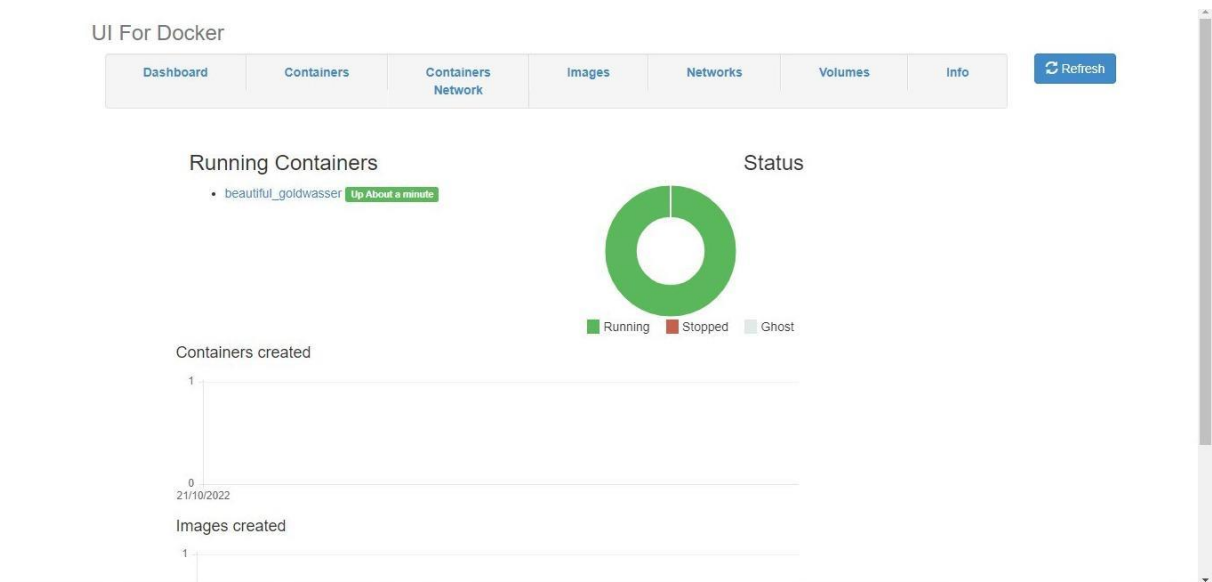 UI For Docker
Dashboard Containers Containers Network Images Networks Volumes Info Refresh
Running Containers
beautiful_goldwasser Up About a minute
Status
Running Stopped Ghost
Containers created
1
0
21/10/2022
Images created
1